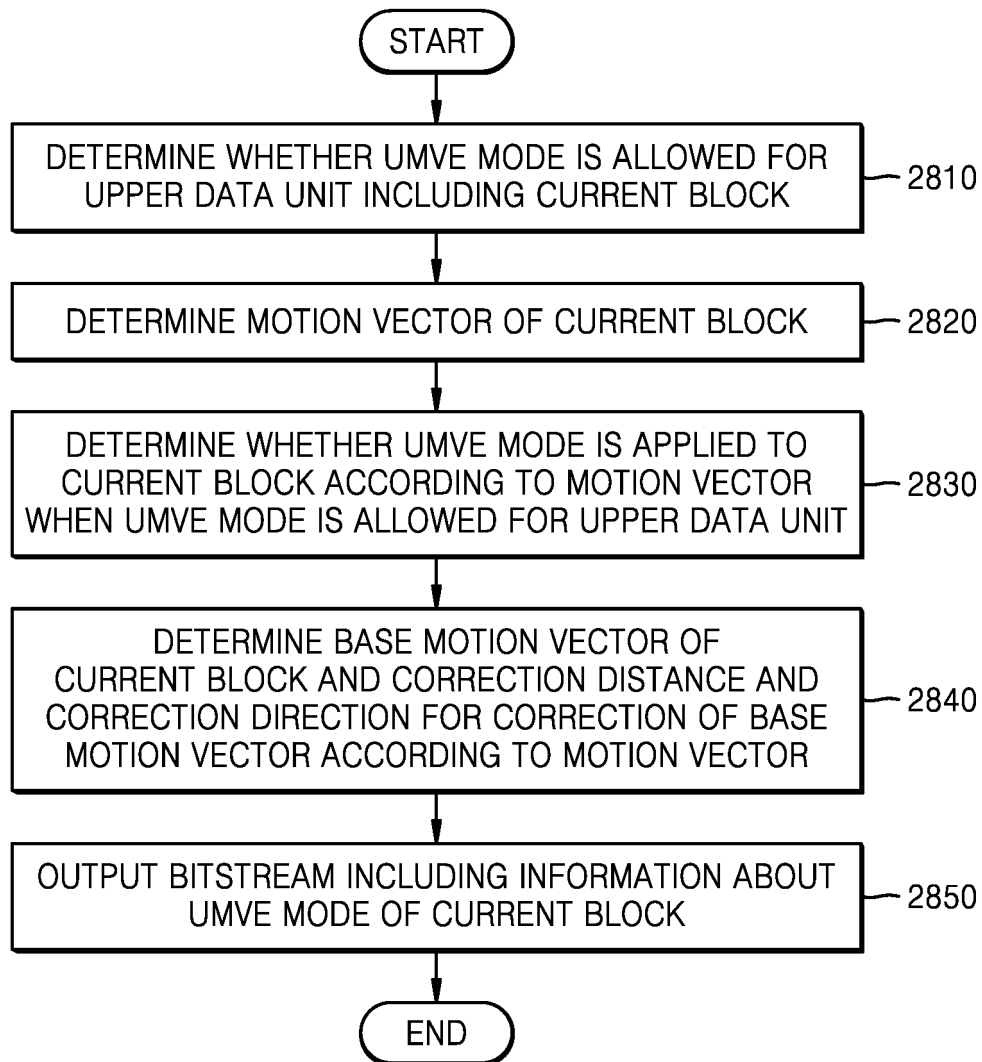 START
DETERMINE WHETHER UMVE MODE IS ALLOWED FOR
UPPER DATA UNIT INCLUDING CURRENT BLOCK
2810
DETERMINE MOTION VECTOR OF CURRENT BLOCK
2820
DETERMINE WHETHER UMVE MODE IS APPLIED TO
CURRENT BLOCK ACCORDING TO MOTION VECTOR
WHEN UMVE MODE IS ALLOWED FOR UPPER DATA UNIT
2830
DETERMINE BASE MOTION VECTOR OF
CURRENT BLOCK AND CORRECTION DISTANCE AND
CORRECTION DIRECTION FOR CORRECTION OF BASE
MOTION VECTOR ACCORDING TO MOTION VECTOR
2840
OUTPUT BITSTREAM INCLUDING INFORMATION ABOUT
UMVE MODE OF CURRENT BLOCK
2850
END